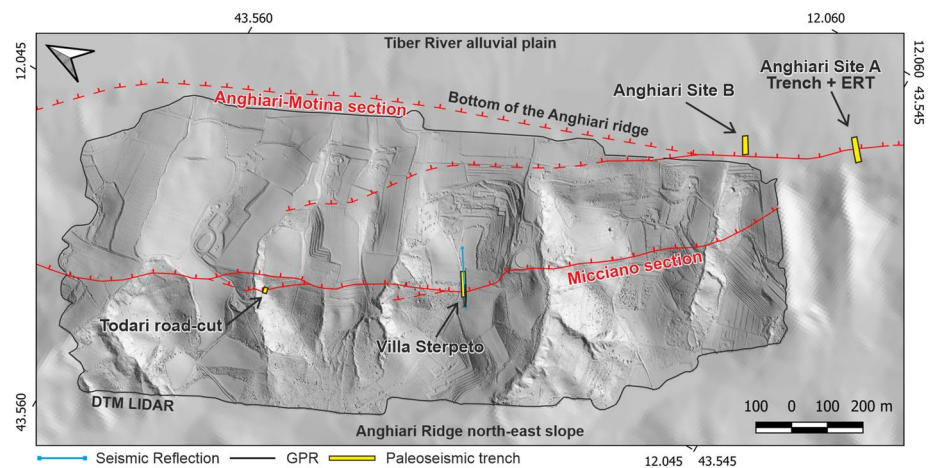 43.560
12.060
12.045
Tiber River alluvial plain
12.060
43.545
Anghiari Site A
Trench + ERT
Anghiari Site B
Anghiari-Motina section
Bottom of the Anghiari ridge
Micciano section
Todari road-cut
Villa Sterpeto
DTM LIDAR
43.560
100 0 100 200 m
Anghiari Ridge north-east slope
Seismic Reflection GPR Paleoseismic trench
12.045 43.545